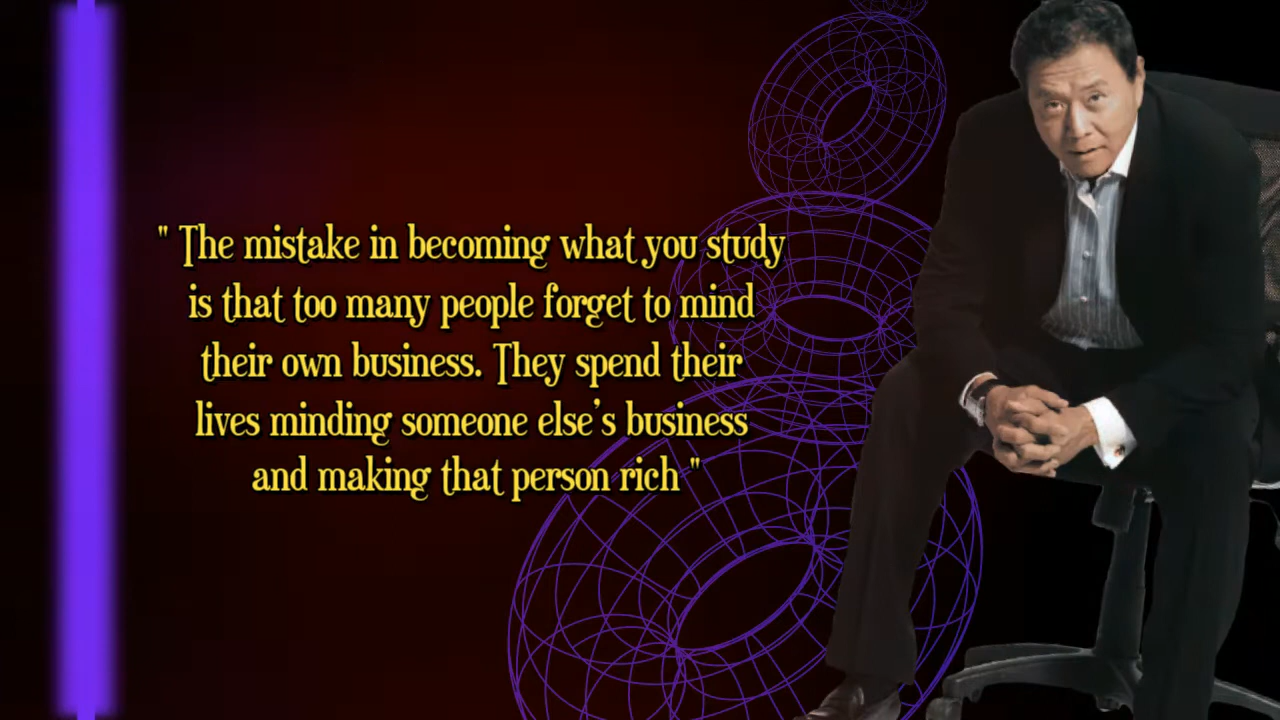 " The mistake in becoming what you study
is that too many people forget to mind
their own business. They spend their
lives minding someone else’s business
and making that person rich "